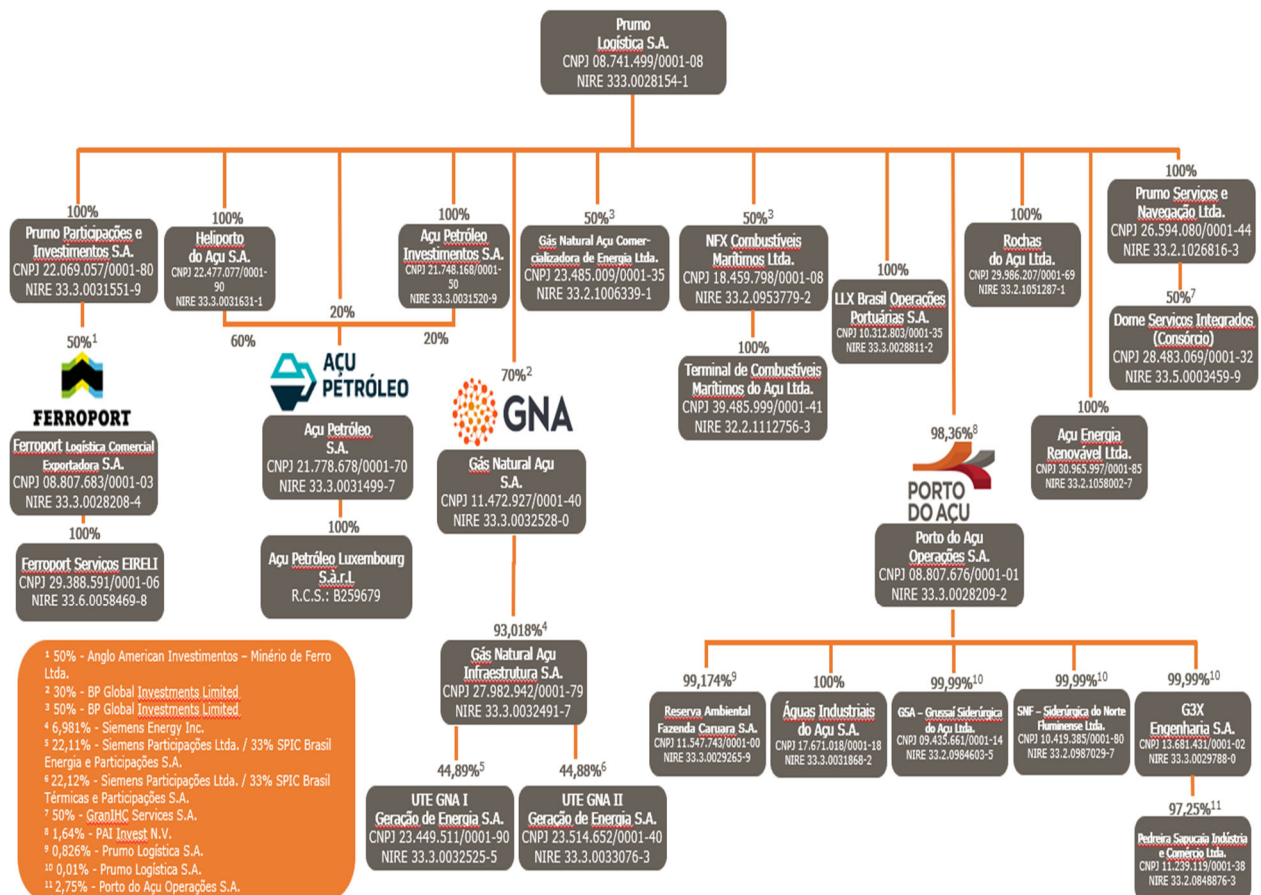 Prumo
Logística S.A.
CNPJ 08.741.499/0001-08
NIRE 333.0028154-1
100%
Prumo Participações e
Investimentos S.A.
CNPJ 22.069.057/0001-80
NIRE 33.3.0031551-9
50%¹
FERROPORT
Ferroport Logística Comercial
Exportadora S.A.
CNPJ 08.807.683/0001-03
NIRE 33.3.0028208-4
100%
Ferroport Serviços EIRELI
CNPJ 29.388.591/0001-06
NIRE 33.6.0058469-8
100%
Heliporto
do Açu S.A.
CNPJ 22.477.077/0001-
90
NIRE 33.3.0031631-1
60%
20%
100%
Açu Petróleo
Investimentos S.A.
CNPJ 21.748.168/0001-
50
NIRE 33.3.0031520-9
20%
AÇU
PETRÓLEO
Açu Petróleo
S.A.
CNPJ 21.778.678/0001-70
NIRE 33.3.0031499-7
100%
Açu Petróleo Luxembourg
S.à.r.L
R.C.S.: B259679
70%²
GNA
Gás Natural Açu
S.A.
CNPJ 11.472.927/0001-40
NIRE 33.3.0032528-0
93,018%⁴
Gás Natural Açu
Infraestrutura S.A.
CNPJ 27.982.942/0001-79
NIRE 33.3.0032491-7
44,89%⁵
UTE GNA I
Geração de Energia S.A.
CNPJ 23.449.511/0001-90
NIRE 33.3.0032525-5
44,88%⁶
UTE GNA II
Geração de Energia S.A.
CNPJ 23.514.652/0001-40
NIRE 33.3.0033076-3
50%³
Gás Natural Açu Comer-
cializadora de Energia Ltda.
CNPJ 23.485.009/0001-35
NIRE 33.2.1006339-1
50%³
NFX Combustíveis
Marítimos Ltda.
CNPJ 18.459.798/0001-08
NIRE 33.2.0953779-2
100%
Terminal de Combustíveis
Marítimos do Açu Ltda.
CNPJ 39.485.999/0001-41
NIRE 32.2.1112756-3
100%
LLX Brasil Operações
Portuárias S.A.
CNPJ 10.312.803/0001-35
NIRE 33.3.0028811-2
98,36%⁸
PORTO
DO AÇU
Porto do Açu
Operações S.A.
CNPJ 08.807.676/0001-01
NIRE 33.3.0028209-2
100%
Rochas
do Açu Ltda.
CNPJ 29.986.207/0001-69
NIRE 33.2.1051287-1
100%
Açu Energia
Renovável Ltda.
CNPJ 30.965.997/0001-85
NIRE 33.2.1058002-7
100%
Prumo Serviços e
Navegação Ltda.
CNPJ 26.594.080/0001-44
NIRE 33.2.1026816-3
50%⁷
Dome Serviços Integrados
(Consórcio)
CNPJ 28.483.069/0001-32
NIRE 33.5.0003459-9
99,174%⁹
Reserva Ambiental
Fazenda Caruara S.A.
CNPJ 11.547.743/0001-00
NIRE 33.3.0029265-9
100%
Águas Industriais
do Açu S.A.
CNPJ 17.671.018/0001-18
NIRE 33.3.0031868-2
99,99%¹⁰
GSA – Grussaí Siderúrgica
do Açu Ltda.
CNPJ 09.435.661/0001-14
NIRE 33.2.0984603-5
99,99%¹⁰
SNF – Siderúrgica do Norte
Fluminense Ltda.
CNPJ 10.419.385/0001-80
NIRE 33.2.0987029-7
99,99%¹⁰
G3X
Engenharia S.A.
CNPJ 13.681.431/0001-02
NIRE 33.3.0029788-0
97,25%¹¹
Pedreira Sapucaia Indústria
e Comércio Ltda.
CNPJ 11.239.119/0001-38
NIRE 33.2.0848876-3
¹ 50% - Anglo American Investimentos – Minério de Ferro
Ltda.
² 30% - BP Global Investments Limited
³ 50% - BP Global Investments Limited
⁴ 6,981% - Siemens Energy Inc.
⁵ 22,11% - Siemens Participações Ltda. / 33% SPIC Brasil
Energia e Participações S.A.
⁶ 22,12% - Siemens Participações Ltda. / 33% SPIC Brasil
Térmicas e Participações S.A.
⁷ 50% - GranIHC Services S.A.
⁸ 1,64% - PAI Invest N.V.
⁹ 0,826% - Prumo Logística S.A.
¹⁰ 0,01% - Prumo Logística S.A.
¹¹ 2,75% - Porto do Açu Operações S.A.